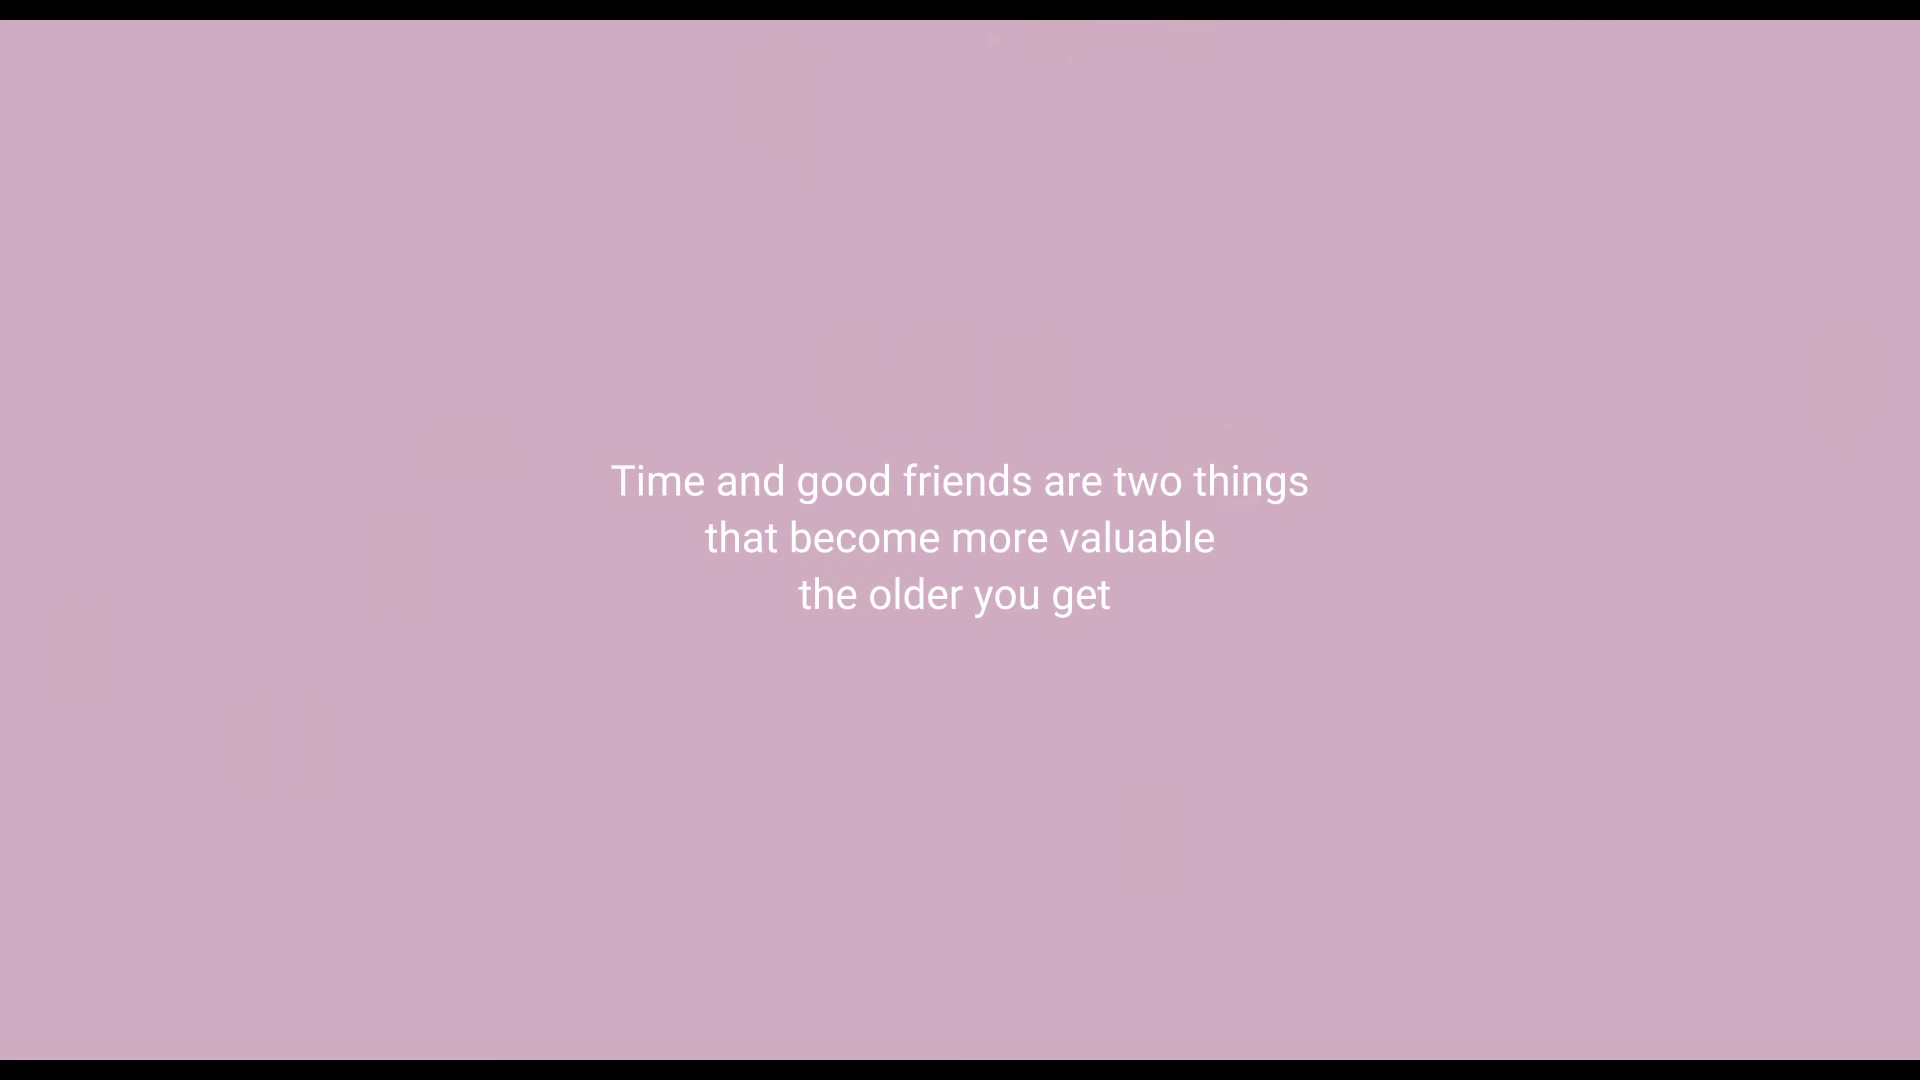 Time and good friends are two things
that become more valuable
the older you get